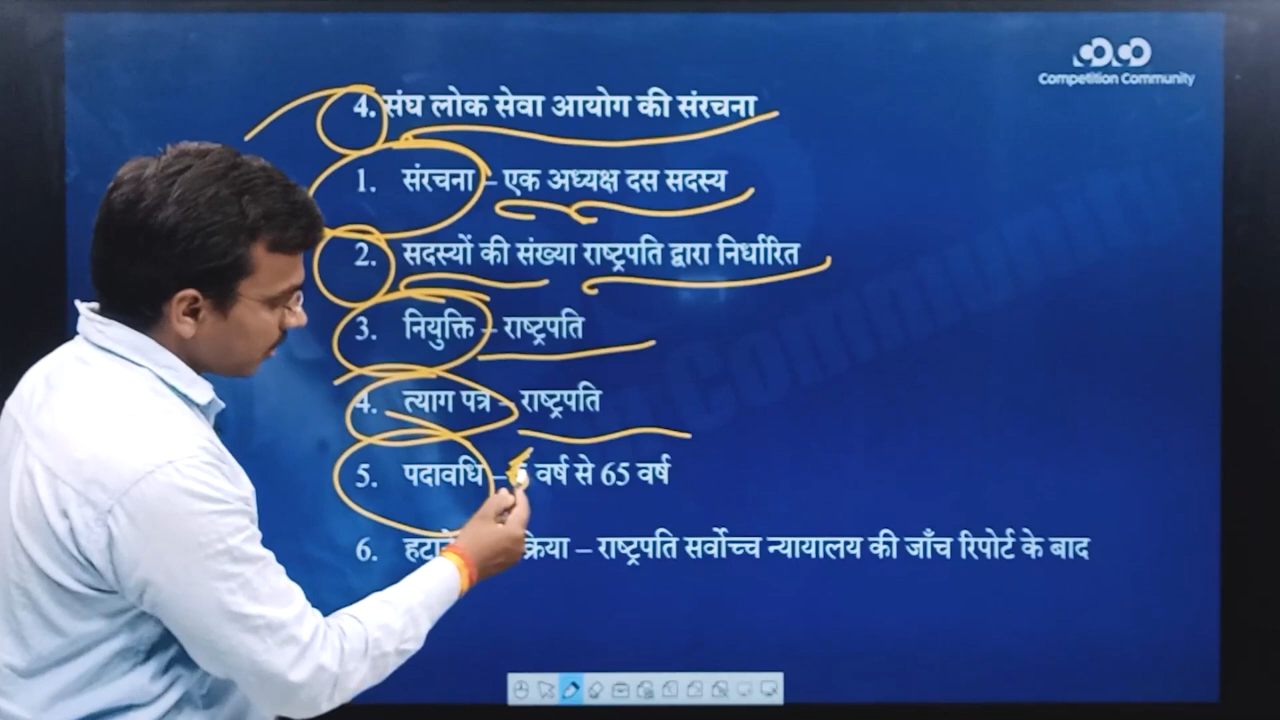 Competition Community
4. संघ लोक सेवा आयोग की संरचना
1. संरचना – एक अध्यक्ष दस सदस्य
2. सदस्यों की संख्या राष्ट्रपति द्वारा निर्धारित
3. नियुक्ति – राष्ट्रपति
4. त्याग पत्र – राष्ट्रपति
5. पदावधि – वर्ष से 65 वर्ष
6. – राष्ट्रपति सर्वोच्च न्यायालय की जाँच रिपोर्ट के बाद